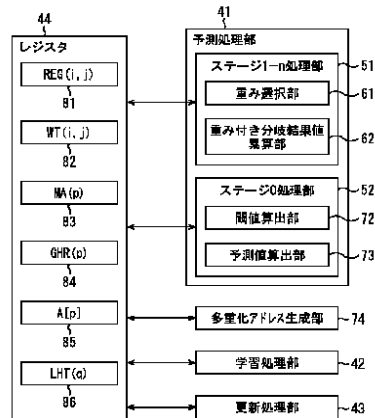 44
レジスタ
REG(i, j)
81
WT(i, j)
82
MA(p)
83
GHR(p)
84
A[p]
85
LHT(q)
86
41
予測処理部
ステージ1−n処理部
51
重み選択部
61
重み付き分岐結果値
累算部
62
ステージ0処理部
52
閾値算出部
72
予測値算出部
73
多重化アドレス生成部
74
学習処理部
42
更新処理部
43